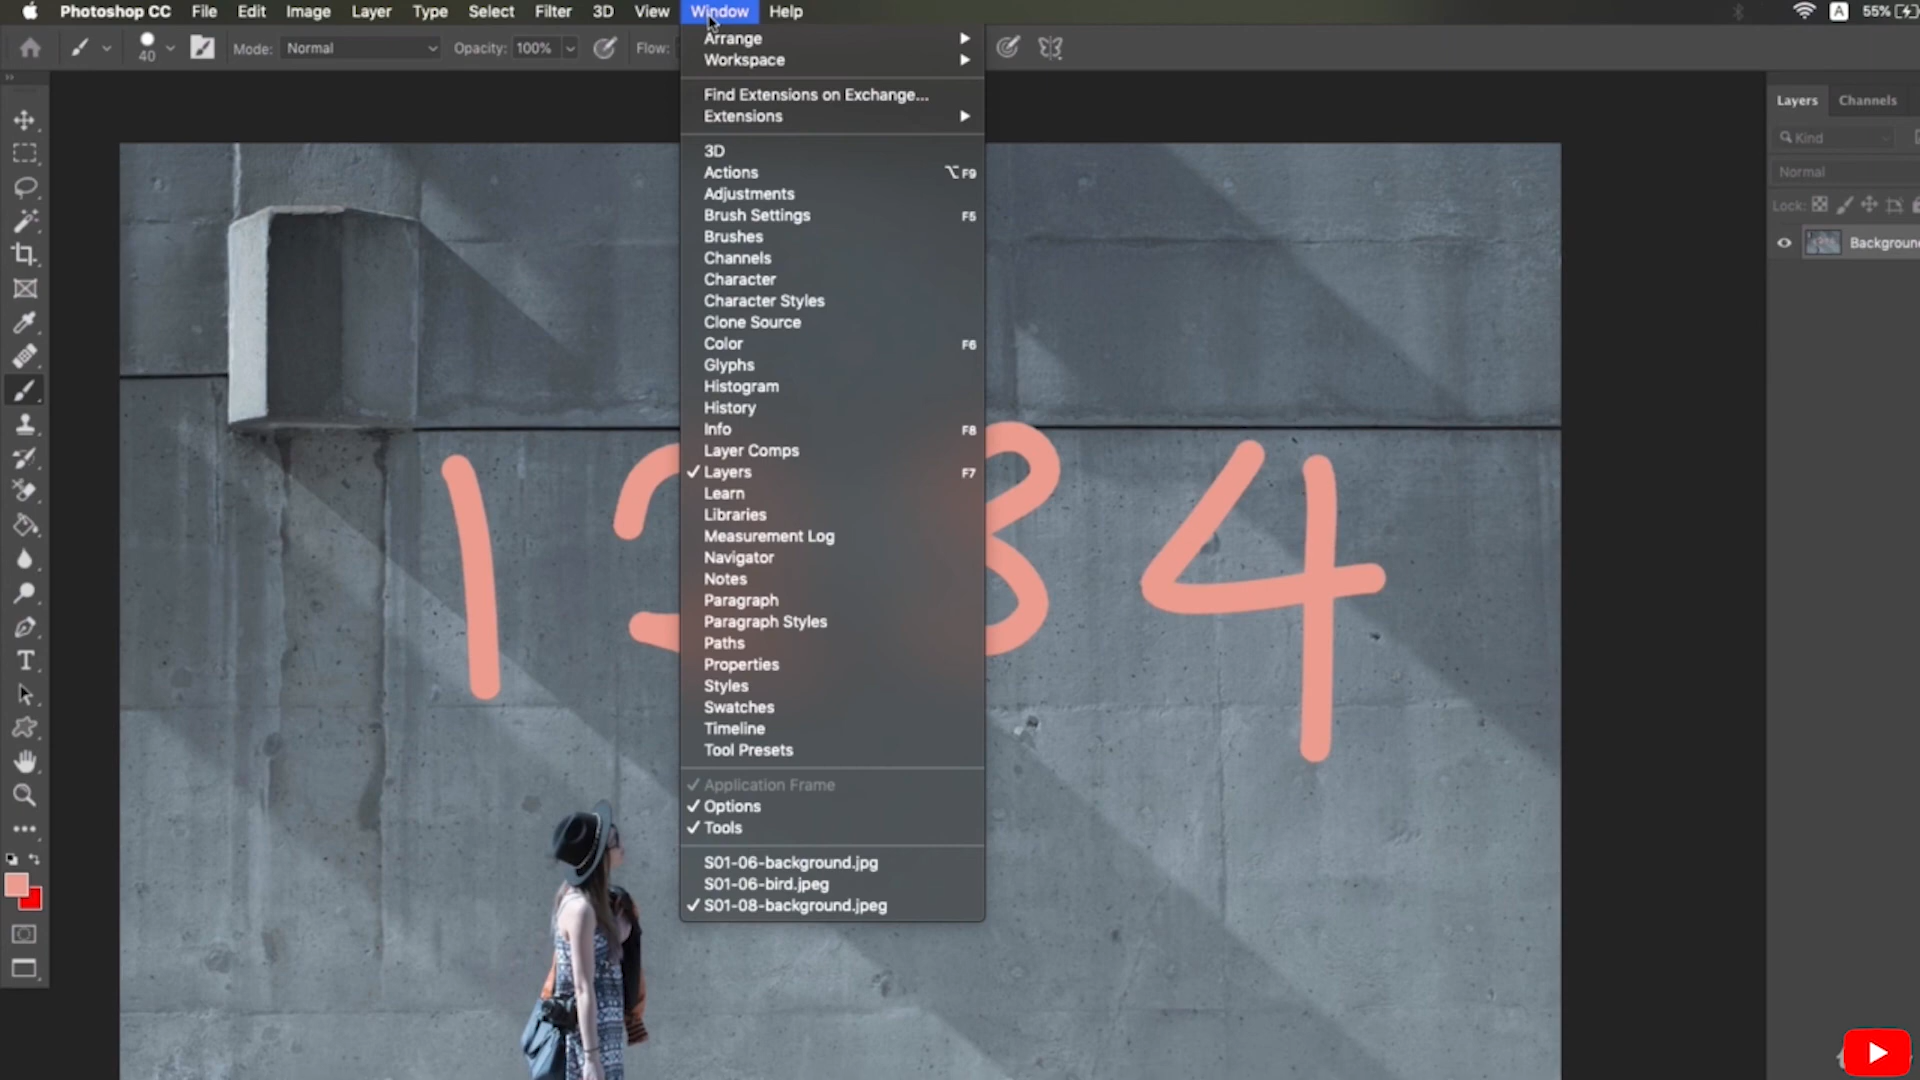 Photoshop CC File Edit Image Layer Type Select Filter 3D View Window Help A 55%
40 Mode: Normal Opacity: 100% Flow:
Arrange
Workspace
Find Extensions on Exchange...
Extensions
3D
Actions ⌥F9
Adjustments
Brush Settings F5
Brushes
Channels
Character
Character Styles
Clone Source
Color F6
Glyphs
Histogram
History
Info F8
Layer Comps
✓ Layers F7
Learn
Libraries
Measurement Log
Navigator
Notes
Paragraph
Paragraph Styles
Paths
Properties
Styles
Swatches
Timeline
Tool Presets
✓ Application Frame
✓ Options
✓ Tools
S01-06-background.jpg
S01-06-bird.jpeg
✓ S01-08-background.jpeg
Layers Channels
Kind
Normal
Lock:
Background
1 2 3 4